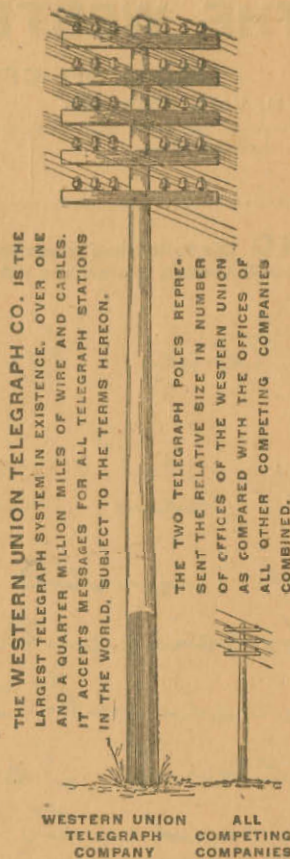 THE WESTERN UNION TELEGRAPH CO. IS THE
LARGEST TELEGRAPH SYSTEM IN EXISTENCE. OVER ONE
AND A QUARTER MILLION MILES OF WIRE AND CABLES.
IT ACCEPTS MESSAGES FOR ALL TELEGRAPH STATIONS
IN THE WORLD, SUBJECT TO THE TERMS HEREON.
THE TWO TELEGRAPH POLES REPRE-
SENT THE RELATIVE SIZE IN NUMBER
OF OFFICES OF THE WESTERN UNION
AS COMPARED WITH THE OFFICES OF
ALL OTHER COMPETING COMPANIES
COMBINED.
WESTERN UNION
TELEGRAPH
COMPANY
ALL
COMPETING
COMPANIES